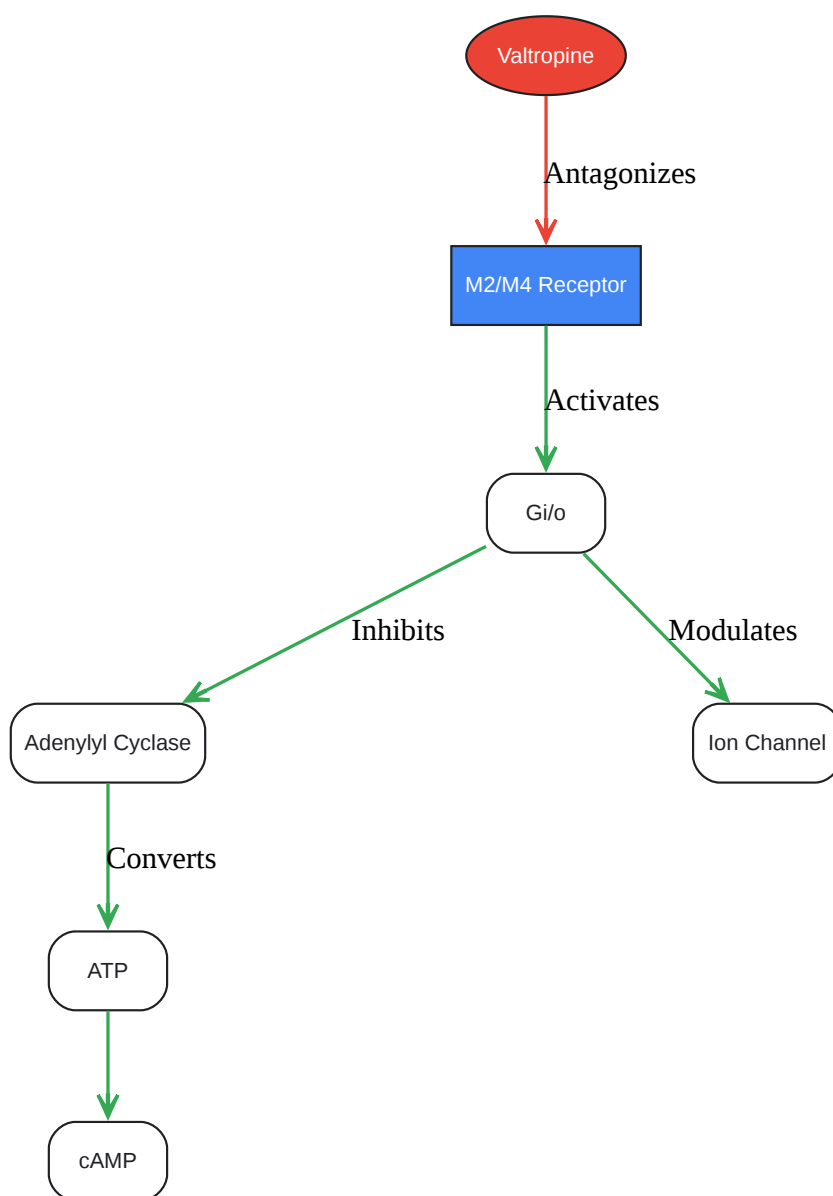 Valtropine
Antagonizes
M2/M4 Receptor
Activates
Gi/o
Inhibits
Modulates
Adenylyl Cyclase
Ion Channel
Converts
ATP
cAMP